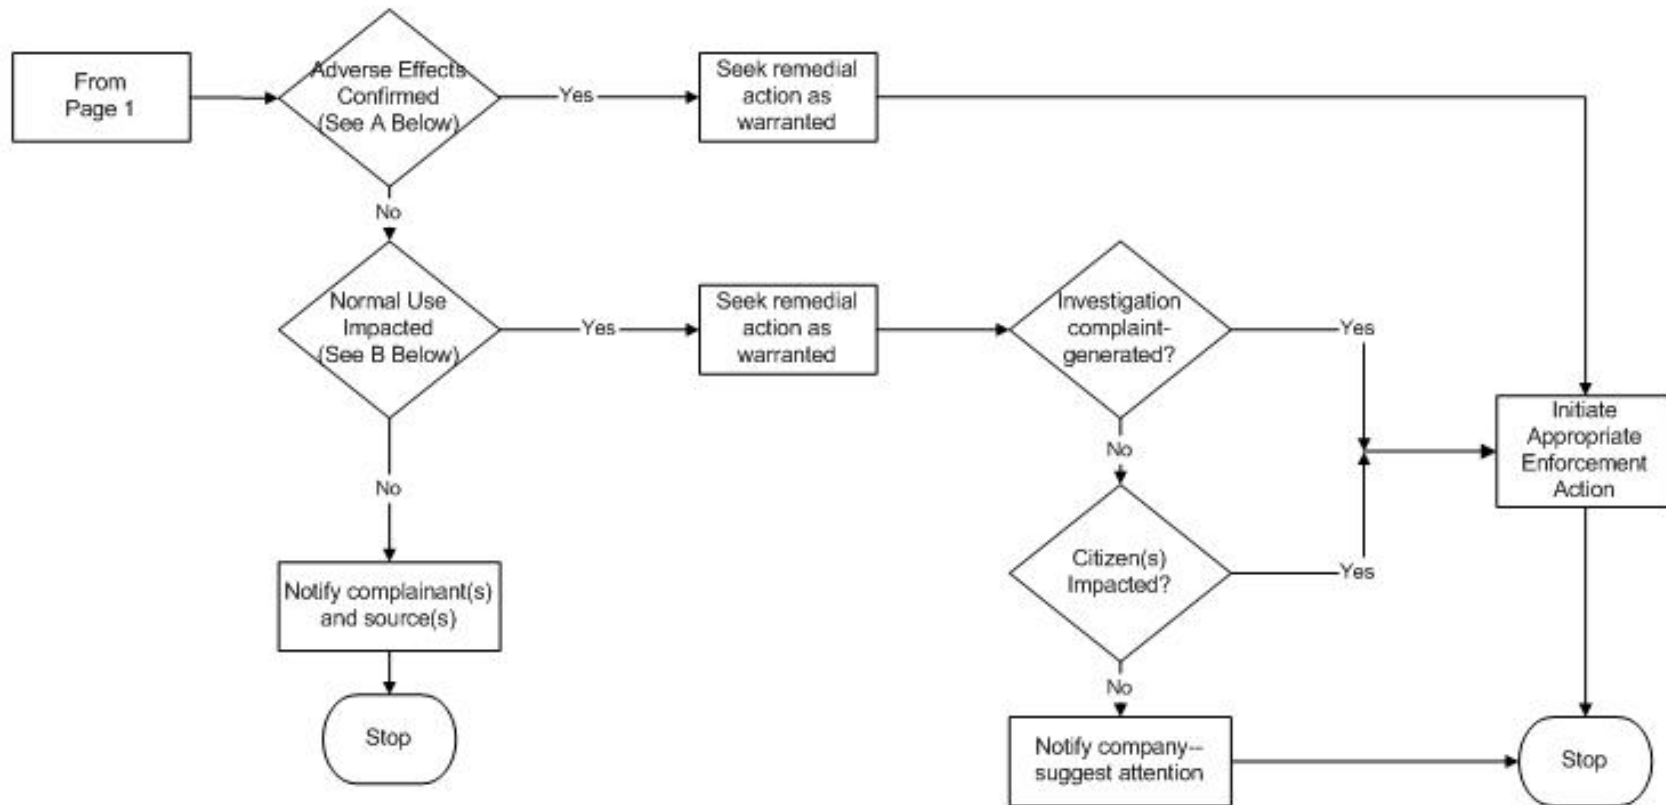 From
Page 1
Adverse Effects
Confirmed
(See A Below)
Yes
Seek remedial
action as
warranted
No
Normal Use
Impacted
(See B Below)
Yes
Seek remedial
action as
warranted
Investigation
complaint-
generated?
Yes
Initiate
Appropriate
Enforcement
Action
No
No
Citizen(s)
Impacted?
Yes
Notify complainant(s)
and source(s)
No
Stop
Notify company--
suggest attention
Stop